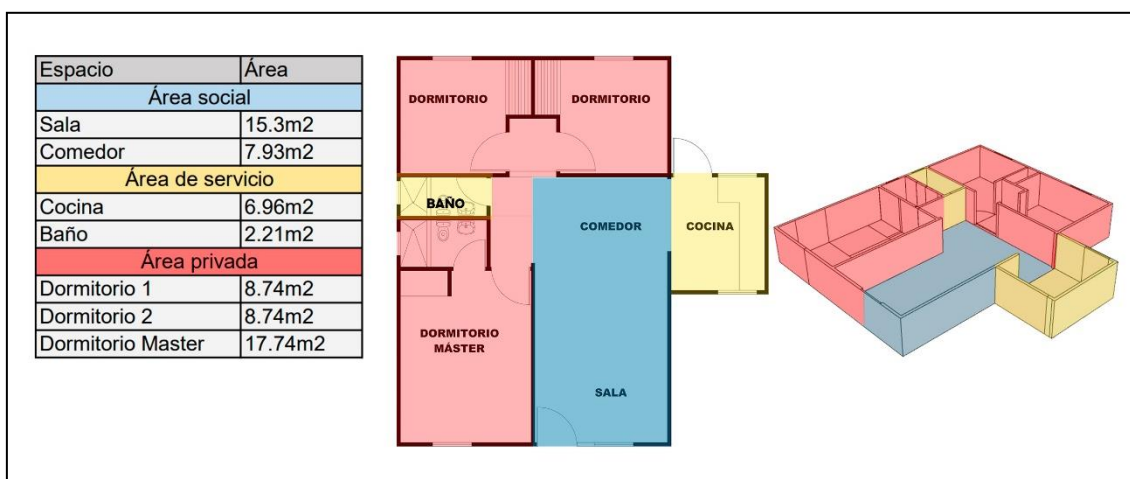 Espacio Área
Área social
Sala 15.3m2
Comedor 7.93m2
Área de servicio
Cocina 6.96m2
Baño 2.21m2
Área privada
Dormitorio 1 8.74m2
Dormitorio 2 8.74m2
Dormitorio Master 17.74m2
DORMITORIO DORMITORIO
BAÑO COMEDOR COCINA
DORMITORIO
MÁSTER
SALA